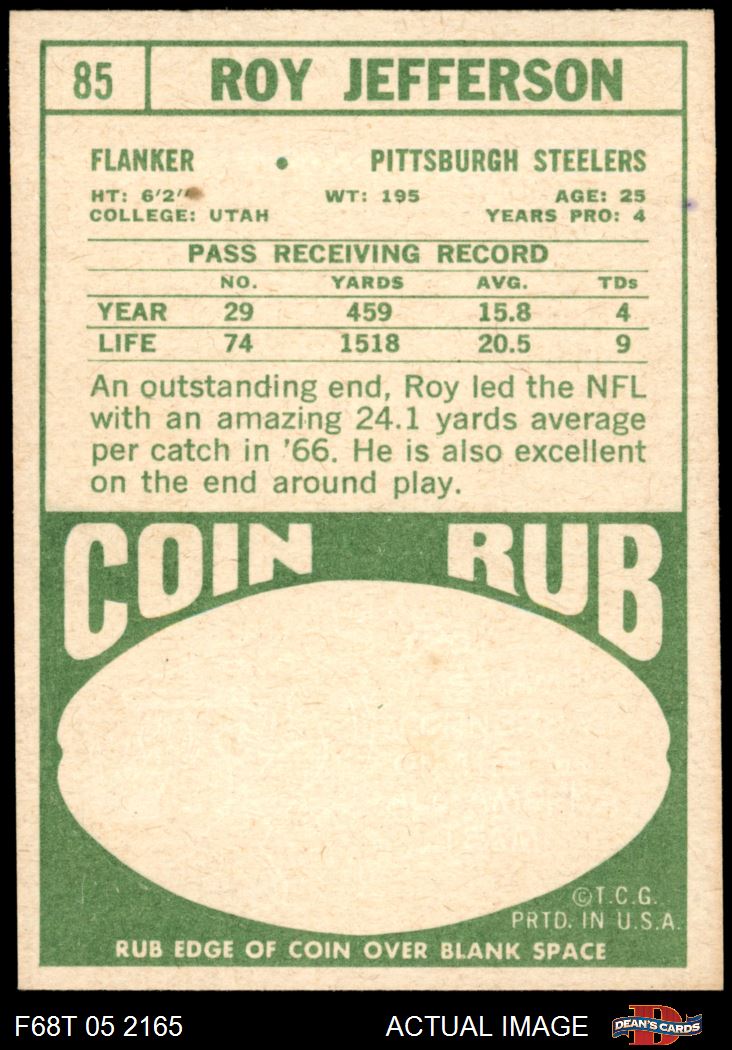 85 ROY JEFFERSON
FLANKER • PITTSBURGH STEELERS
HT: 6'2" WT: 195 AGE: 25
COLLEGE: UTAH YEARS PRO: 4
PASS RECEIVING RECORD
NO. YARDS AVG. TDs
YEAR 29 459 15.8 4
LIFE 74 1518 20.5 9
An outstanding end, Roy led the NFL
with an amazing 24.1 yards average
per catch in '66. He is also excellent
on the end around play.
COIN RUB
©T.C.G.
PRTD. IN U.S.A.
RUB EDGE OF COIN OVER BLANK SPACE
F68T 05 2165 ACTUAL IMAGE DEAN'S CARDS